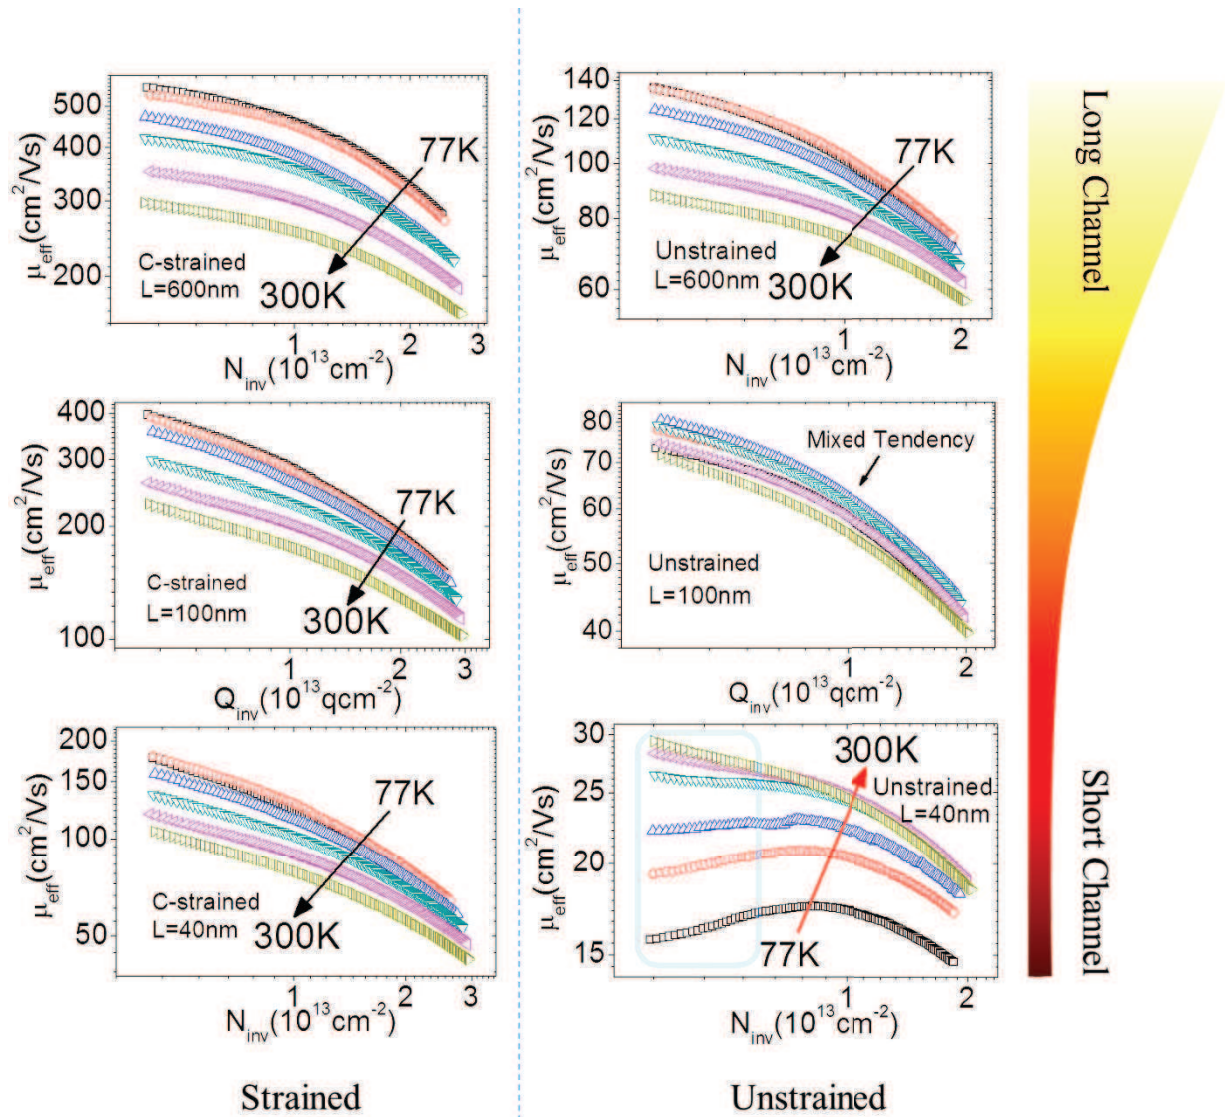 500
400
300
200
μeff(cm²/Vs)
77K
C-strained
L=600nm
300K
1
2
3
Ninv(10¹³cm⁻²)
140
120
100
80
60
μeff(cm²/Vs)
77K
Unstrained
L=600nm
300K
1
2
Ninv(10¹³cm⁻²)
Long Channel
400
300
200
100
μeff(cm²/Vs)
77K
C-strained
L=100nm
300K
1
2
3
Qinv(10¹³qcm⁻²)
80
70
60
50
40
μeff(cm²/Vs)
Mixed Tendency
Unstrained
L=100nm
1
2
Qinv(10¹³qcm⁻²)
200
150
100
50
μeff(cm²/Vs)
77K
C-strained
L=40nm
300K
1
2
3
Ninv(10¹³cm⁻²)
30
25
20
15
μeff(cm²/Vs)
300K
Unstrained
L=40nm
77K
1
2
Ninv(10¹³cm⁻²)
Short Channel
Strained
Unstrained